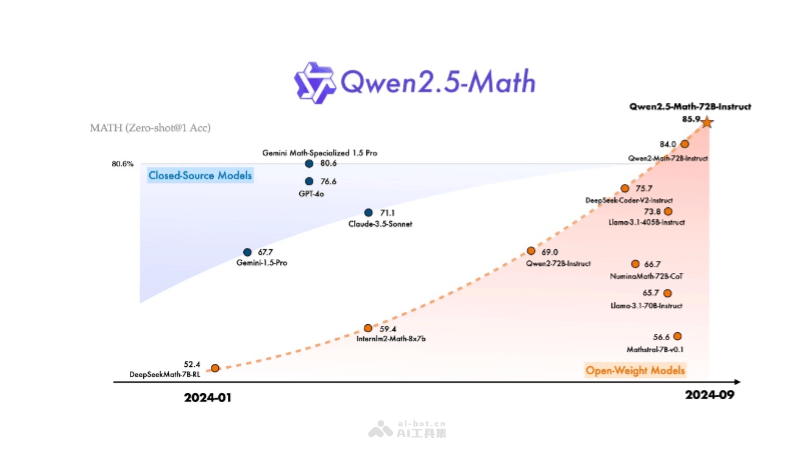 Qwen2.5-Math
Qwen2.5-Math-72B-Instruct
85.9
MATH (Zero-shot@1 Acc)
84.0
Qwen2-Math-72B-Instruct
Gemini Math-Specialized 1.5 Pro
80.6%
80.6
Closed-Source Models
76.6
GPT-4o
75.7
DeepSeek-Coder-V2-Instruct
71.1
Claude-3.5-Sonnet
73.8
Llama-3.1-405B-Instruct
67.7
Gemini-1.5-Pro
69.0
Qwen2-72B-Instruct
66.7
NuminaMath-72B-CoT
65.7
Llama-3.1-70B-Instruct
59.4
Internlm2-Math-8x7b
56.6
Mathstral-7B-v0.1
52.4
DeepSeekMath-7B-RL
Open-Weight Models
2024-01
2024-09
ai-bot.cn
AI工具集